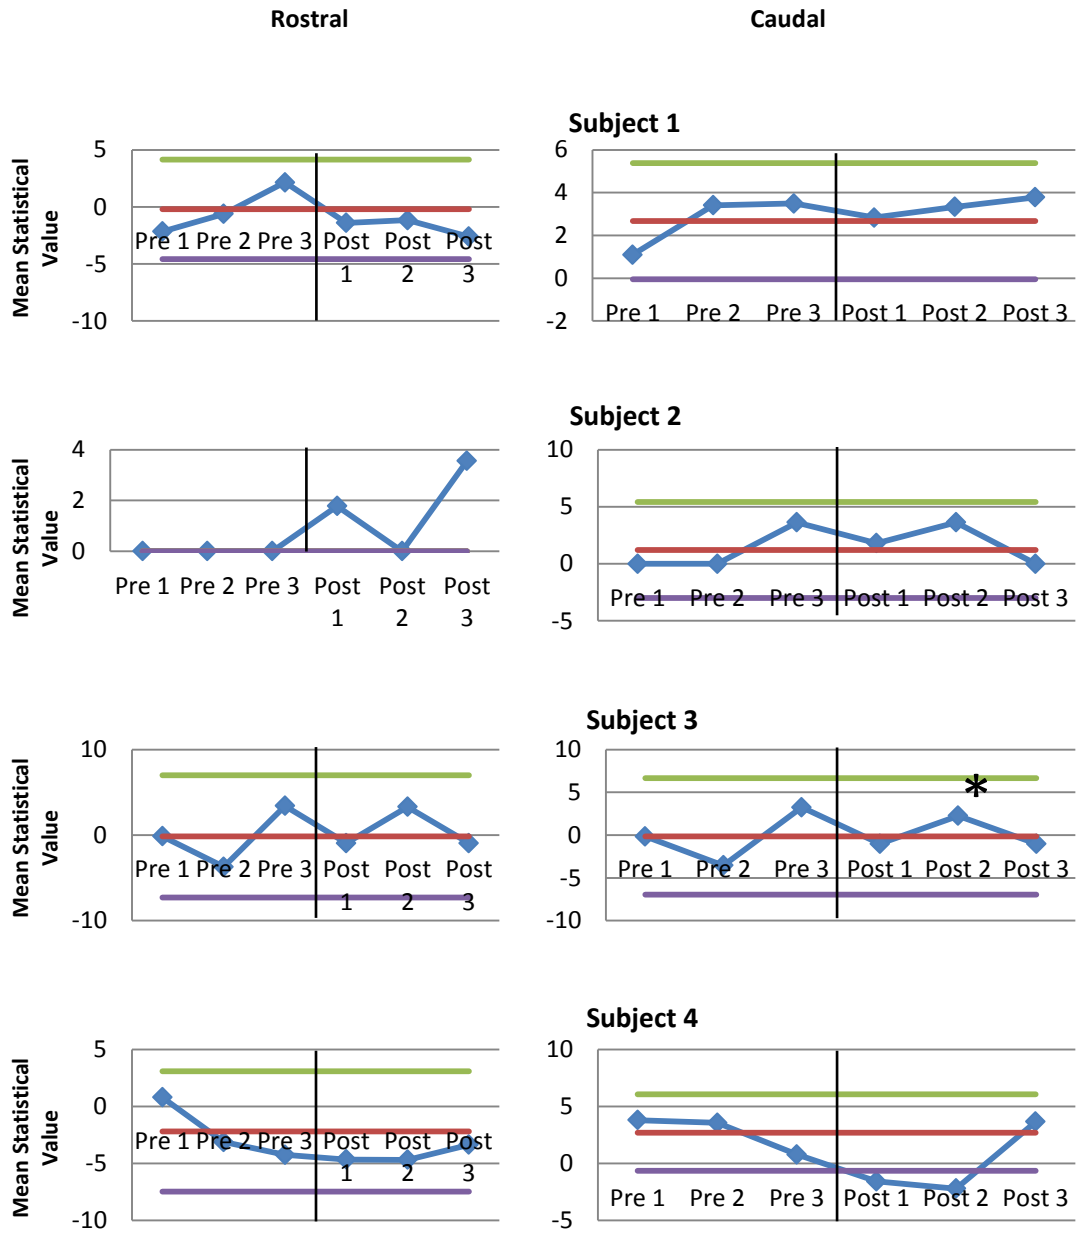 Rostral
Caudal
Subject 1
Mean Statistical
Value
5
0
-5
-10
Pre 1 Pre 2 Pre 3 Post Post Post
1 2 3
6
4
2
0
-2
Pre 1 Pre 2 Pre 3 Post 1 Post 2 Post 3
Subject 2
Mean Statistical
Value
4
2
0
Pre 1 Pre 2 Pre 3 Post Post Post
1 2 3
10
5
0
-5
Pre 1 Pre 2 Pre 3 Post 1 Post 2 Post 3
Subject 3
Mean Statistical
Value
10
0
-10
Pre 1 Pre 2 Pre 3 Post Post Post
1 2 3
10
5
0
-5
-10
*
Pre 1 Pre 2 Pre 3 Post 1 Post 2 Post 3
Subject 4
Mean Statistical
Value
5
0
-5
-10
Pre 1 Pre 2 Pre 3 Post Post Post
1 2 3
10
5
0
-5
Pre 1 Pre 2 Pre 3 Post 1 Post 2 Post 3